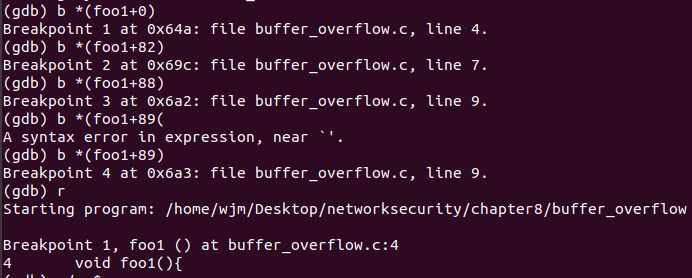 (gdb) b *(foo1+0)
Breakpoint 1 at 0x64a: file buffer_overflow.c, line 4.
(gdb) b *(foo1+82)
Breakpoint 2 at 0x69c: file buffer_overflow.c, line 7.
(gdb) b *(foo1+88)
Breakpoint 3 at 0x6a2: file buffer_overflow.c, line 9.
(gdb) b *(foo1+89(
A syntax error in expression, near `'.
(gdb) b *(foo1+89)
Breakpoint 4 at 0x6a3: file buffer_overflow.c, line 9.
(gdb) r
Starting program: /home/wjm/Desktop/networksecurity/chapter8/buffer_overflow

Breakpoint 1, foo1 () at buffer_overflow.c:4
4       void foo1(){